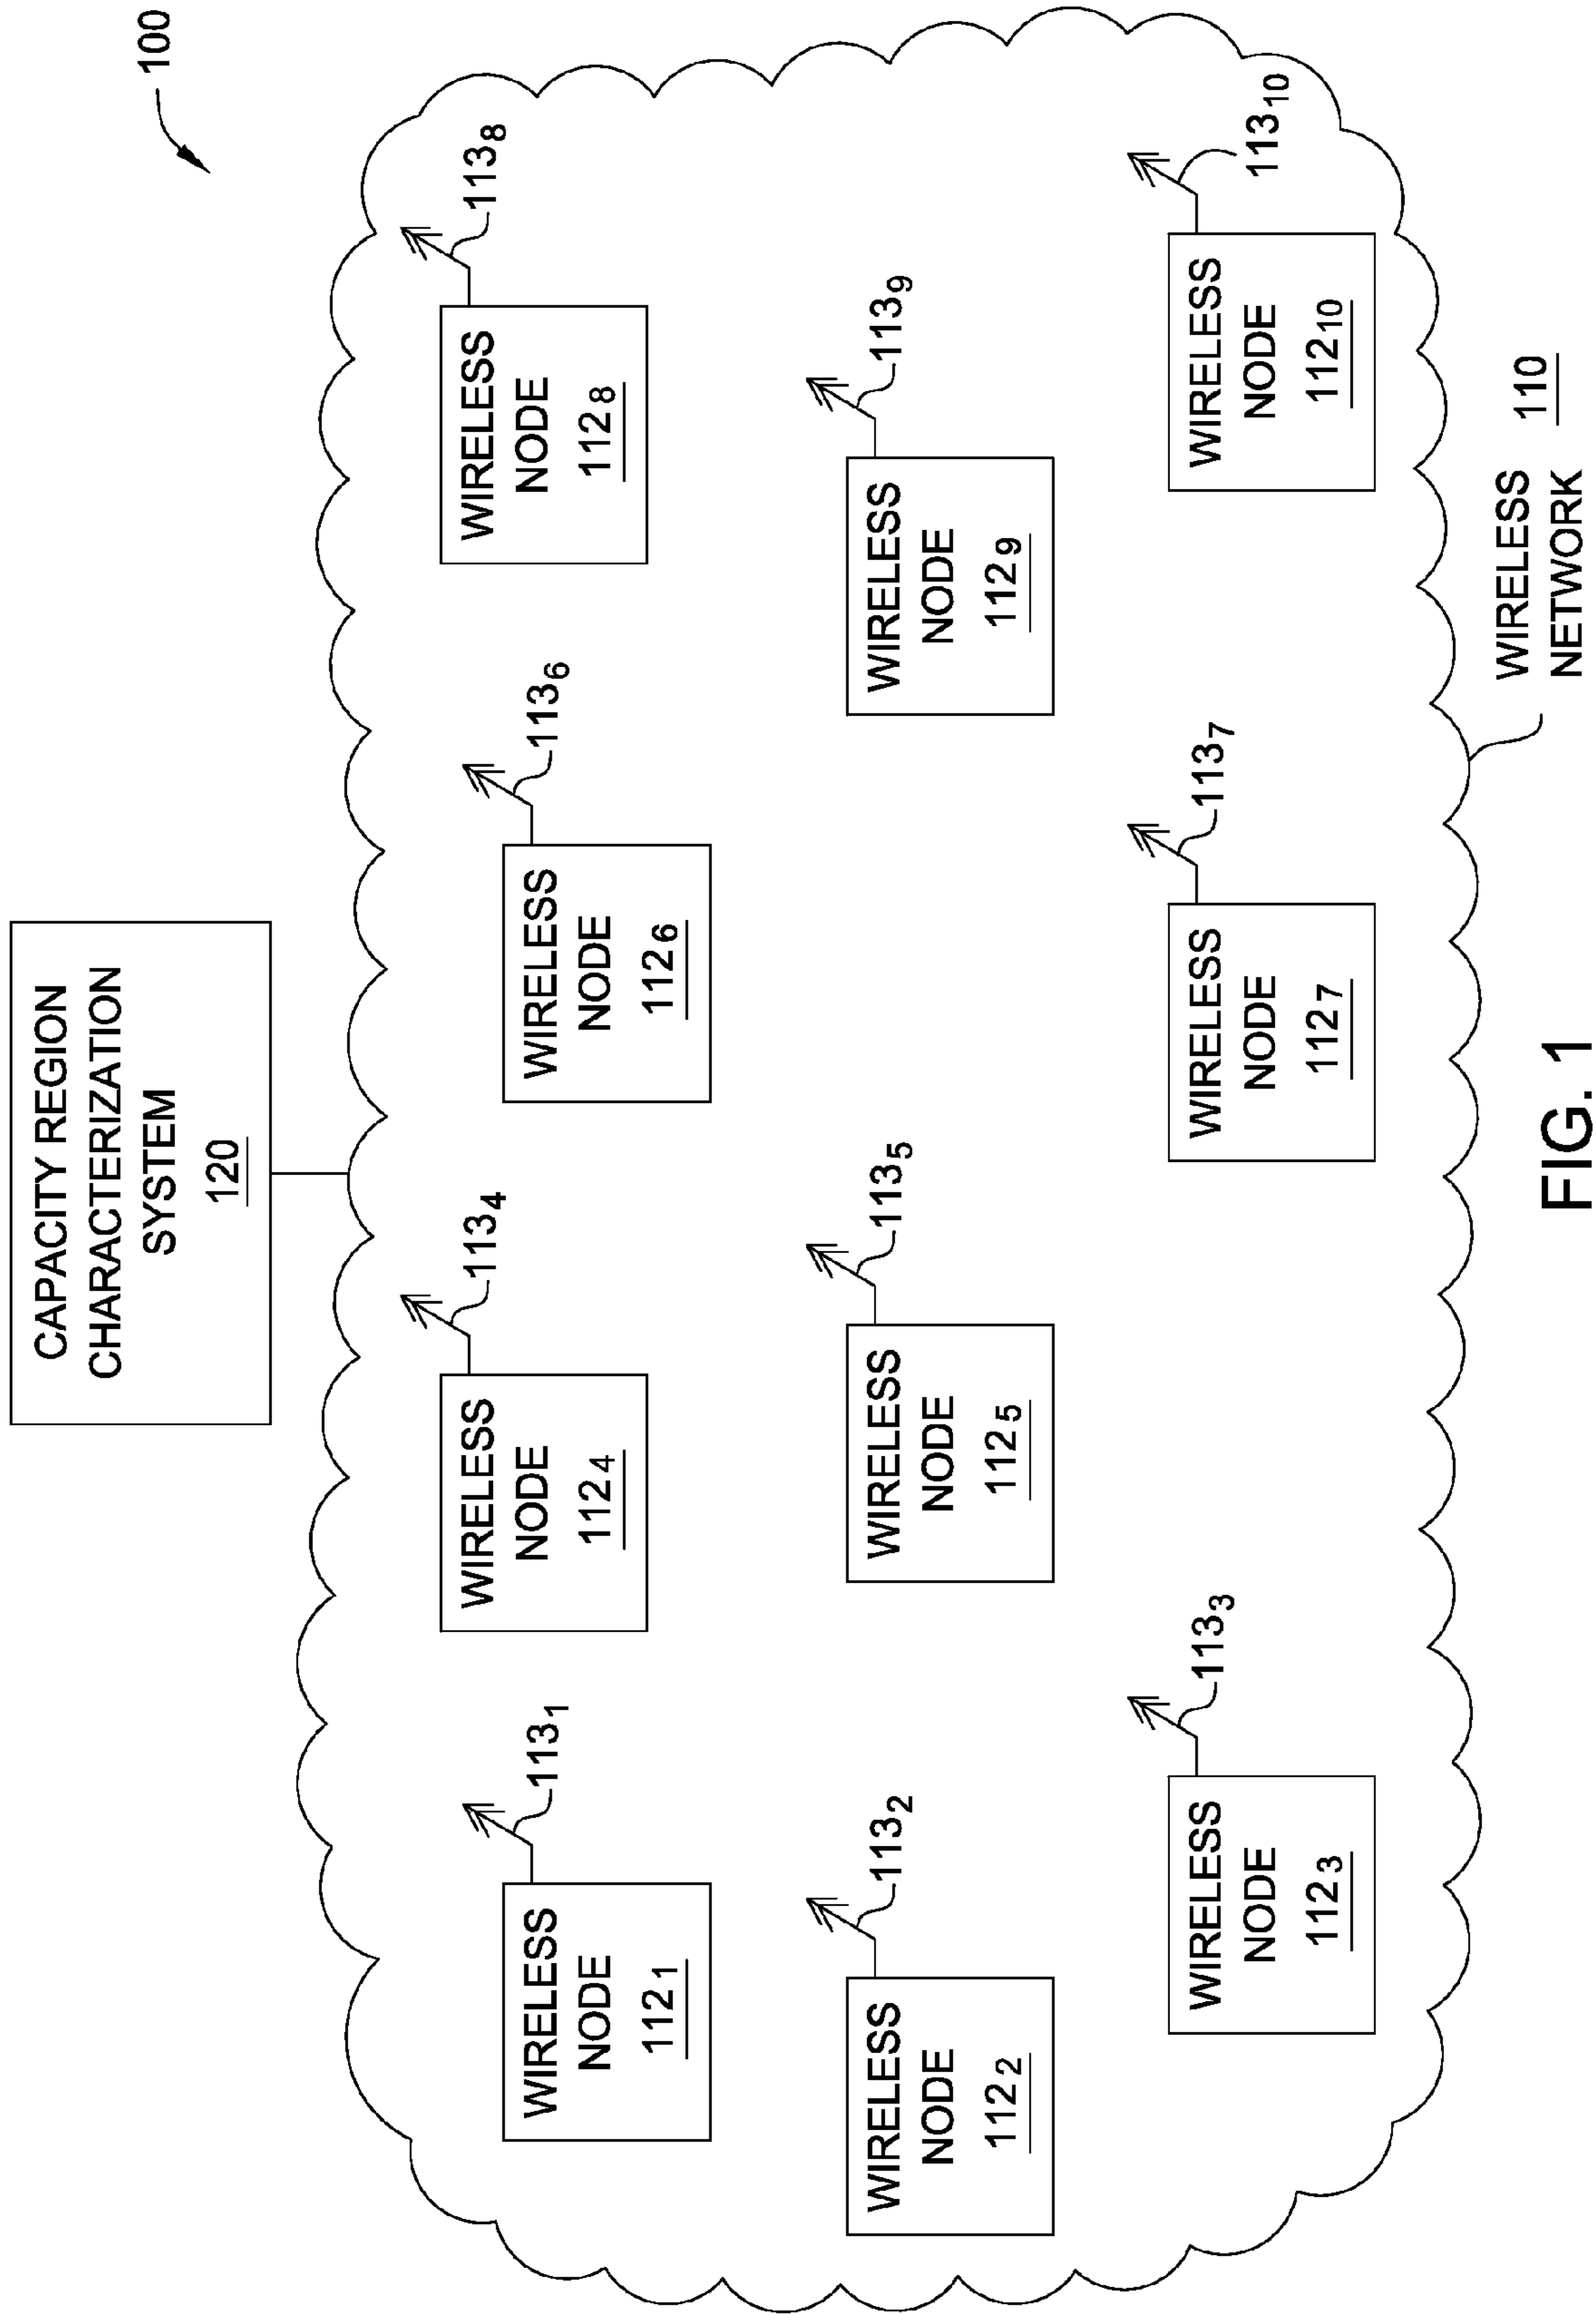 100
CAPACITY REGION
CHARACTERIZATION
SYSTEM
120
113₁
WIRELESS
NODE
112₁
113₄
WIRELESS
NODE
112₄
113₆
WIRELESS
NODE
112₆
113₈
WIRELESS
NODE
112₈
113₂
WIRELESS
NODE
112₂
113₅
WIRELESS
NODE
112₅
113₉
WIRELESS
NODE
112₉
113₃
WIRELESS
NODE
112₃
113₇
WIRELESS
NODE
112₇
113₁₀
WIRELESS
NODE
112₁₀
WIRELESS
NETWORK
110
FIG. 1